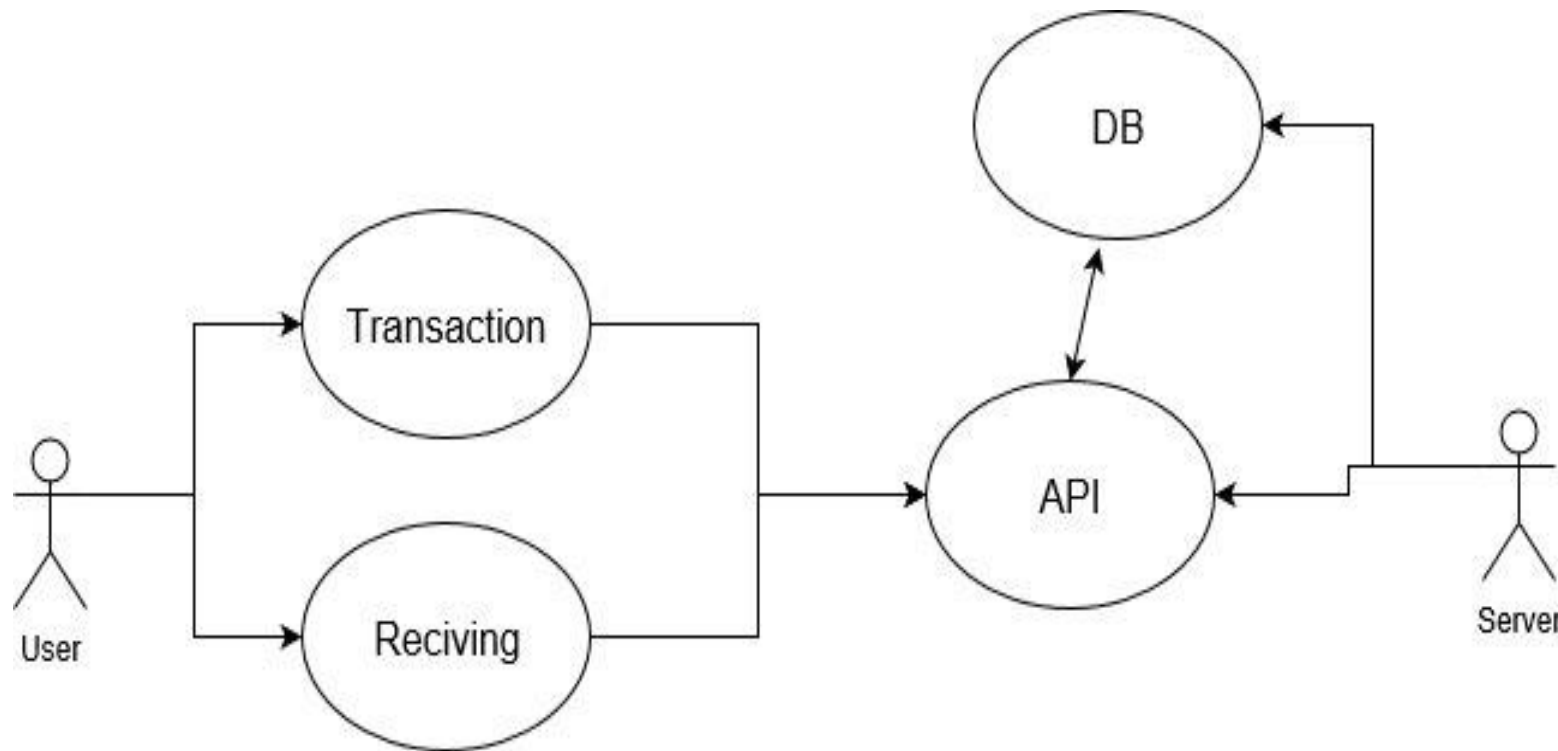 DB
Transaction
API
Reciving
User
Server